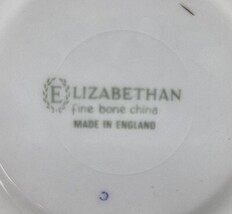 ELIZABETHAN
fine bone china
MADE IN ENGLAND
C